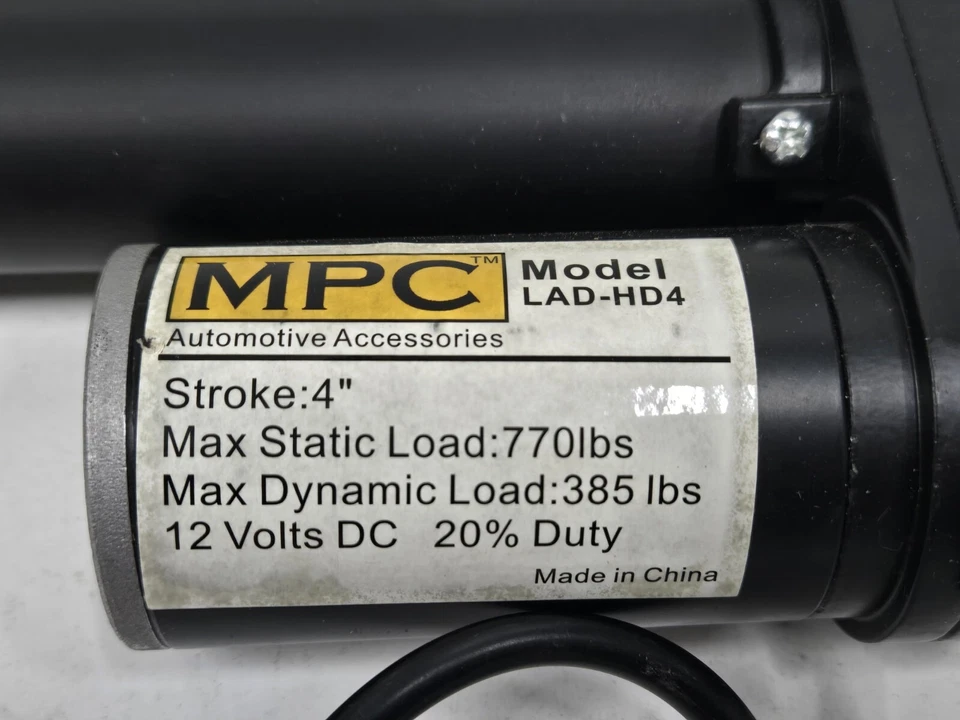 MPC™
Model
LAD-HD4
Automotive Accessories
Stroke:4"
Max Static Load:770lbs
Max Dynamic Load:385 lbs
12 Volts DC 20% Duty
Made in China